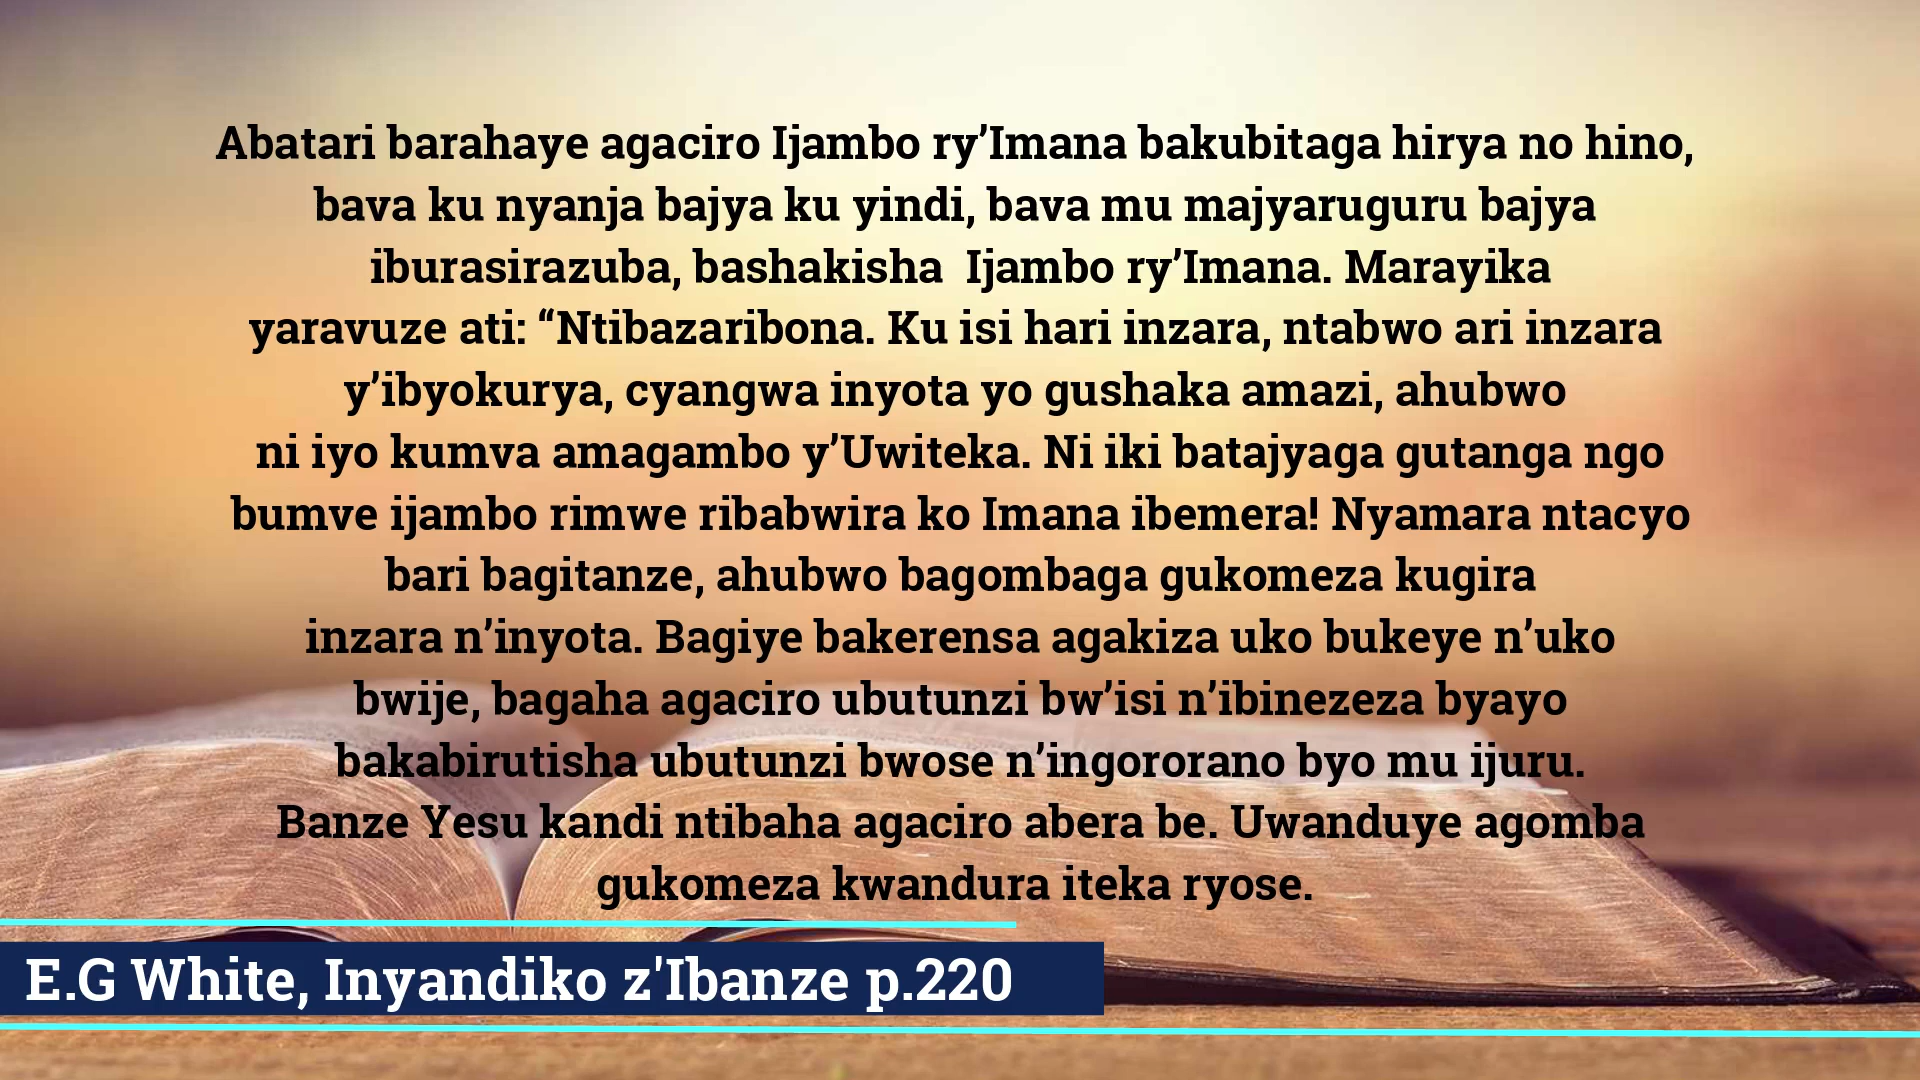 Abatari barahaye agaciro Ijambo ry’Imana bakubitaga hirya no hino,
bava ku nyanja bajya ku yindi, bava mu majyaruguru bajya
iburasirazuba, bashakisha  Ijambo ry’Imana. Marayika
yaravuze ati: “Ntibazaribona. Ku isi hari inzara, ntabwo ari inzara
y’ibyokurya, cyangwa inyota yo gushaka amazi, ahubwo
ni iyo kumva amagambo y’Uwiteka. Ni iki batajyaga gutanga ngo
bumve ijambo rimwe ribabwira ko Imana ibemera! Nyamara ntacyo
bari bagitanze, ahubwo bagombaga gukomeza kugira
inzara n’inyota. Bagiye bakerensa agakiza uko bukeye n’uko
bwije, bagaha agaciro ubutunzi bw’isi n’ibinezeza byayo
bakabirutisha ubutunzi bwose n’ingororano byo mu ijuru.
Banze Yesu kandi ntibaha agaciro abera be. Uwanduye agomba
gukomeza kwandura iteka ryose.
E.G White, Inyandiko z'Ibanze p.220